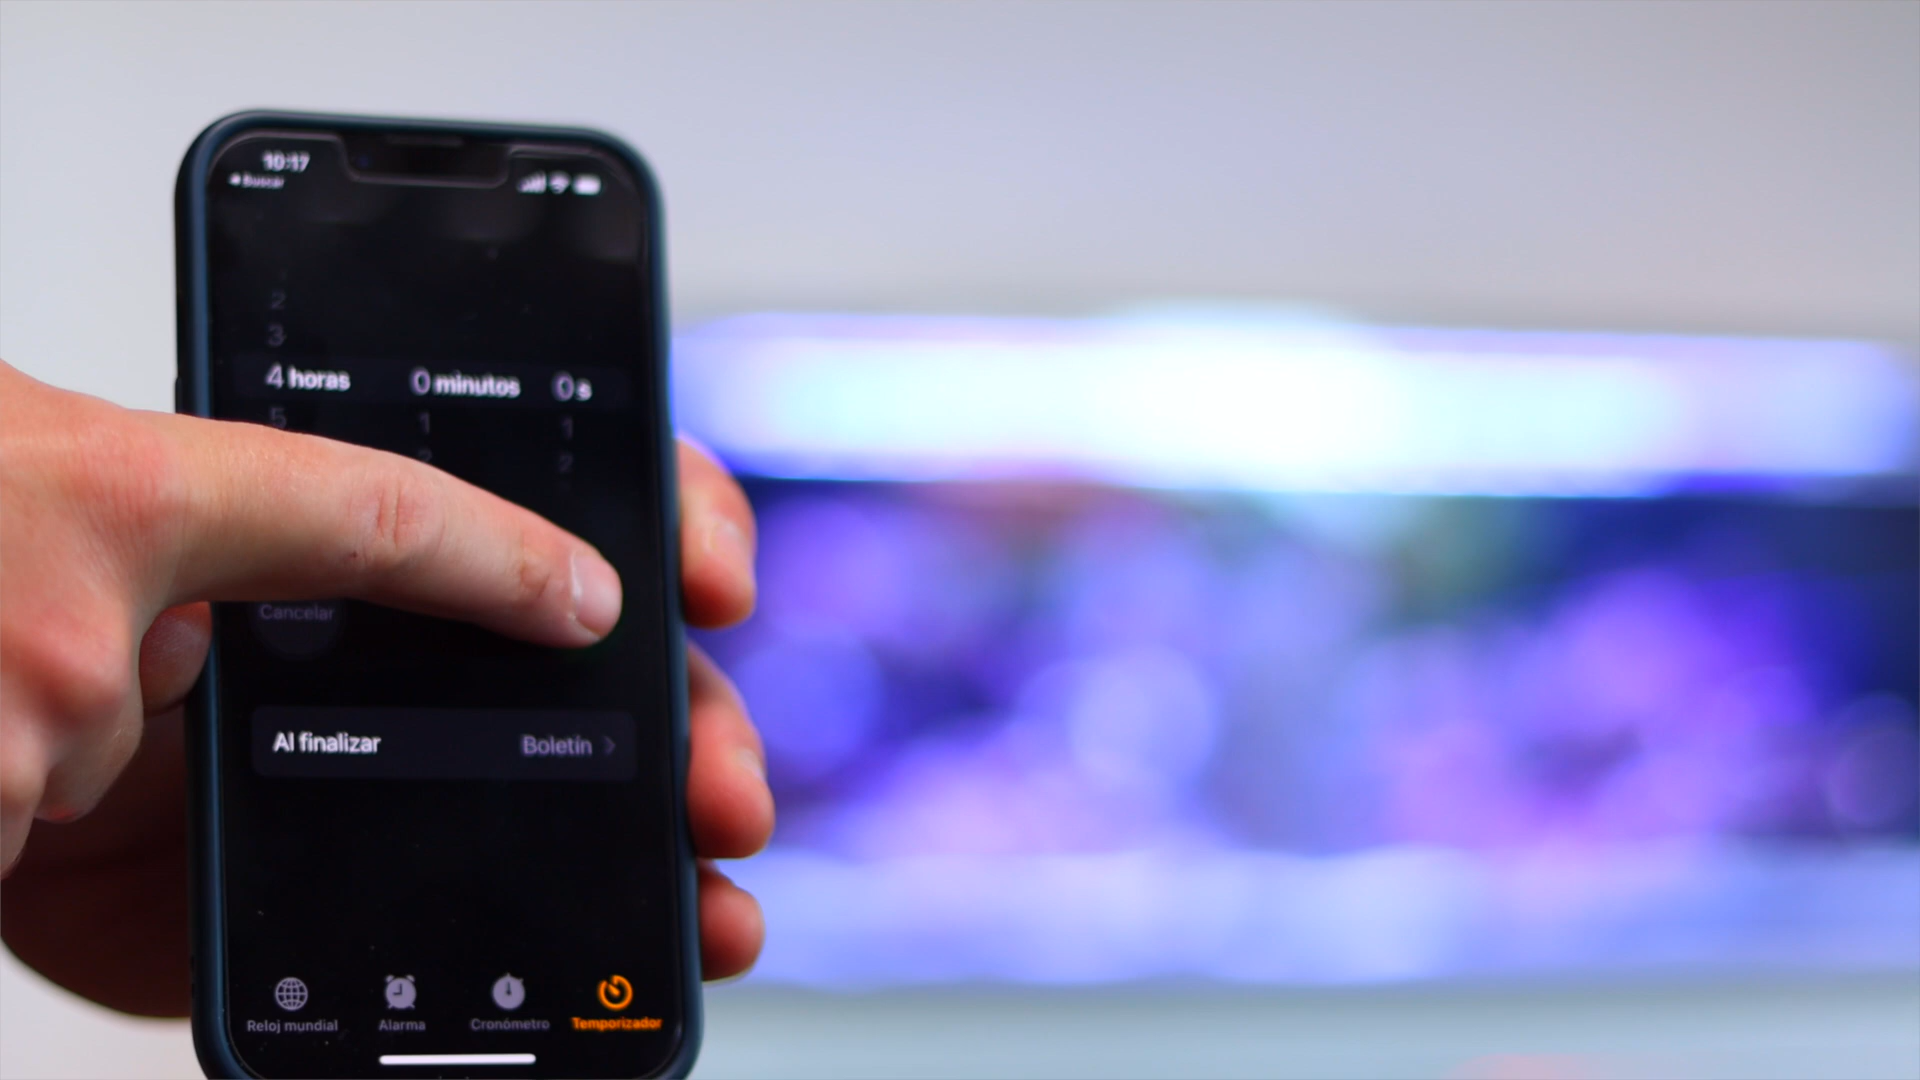 10:17
◀ Buscar
2
3
4 horas 0 minutos 0 s
5 1 1
2 2
Cancelar
Al finalizar Boletín >
Reloj mundial Alarma Cronómetro Temporizador